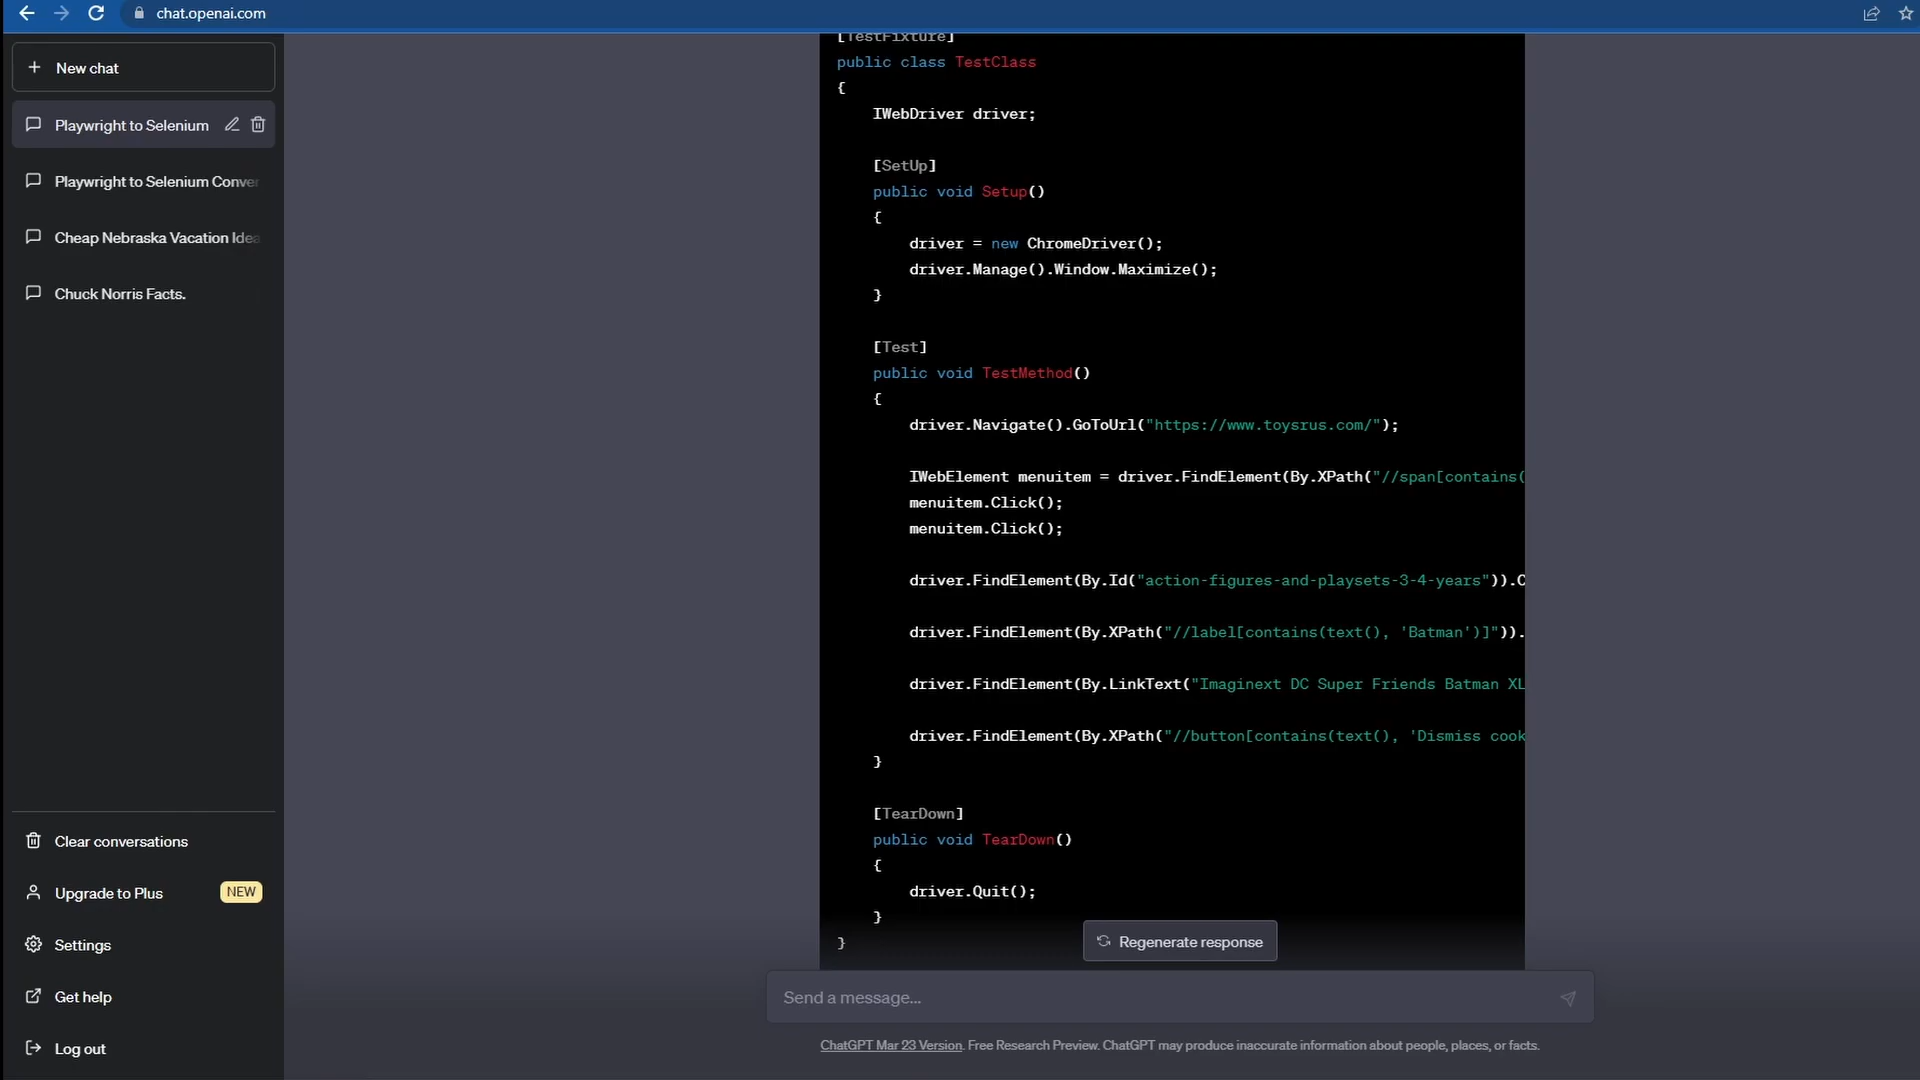 chat.openai.com
New chat
Playwright to Selenium
Playwright to Selenium Conver
Cheap Nebraska Vacation Idea
Chuck Norris Facts.
Clear conversations
Upgrade to Plus NEW
Settings
Get help
Log out
[TestFixture]
public class TestClass
{
IWebDriver driver;
[SetUp]
public void Setup()
{
driver = new ChromeDriver();
driver.Manage().Window.Maximize();
}
[Test]
public void TestMethod()
{
driver.Navigate().GoToUrl("https://www.toysrus.com/");
IWebElement menuitem = driver.FindElement(By.XPath("//span[contains(
menuitem.Click();
menuitem.Click();
driver.FindElement(By.Id("action-figures-and-playsets-3-4-years")).C
driver.FindElement(By.XPath("//label[contains(text(), 'Batman')]")).
driver.FindElement(By.LinkText("Imaginext DC Super Friends Batman XL
driver.FindElement(By.XPath("//button[contains(text(), 'Dismiss cook
}
[TearDown]
public void TearDown()
{
driver.Quit();
}
}
Regenerate response
Send a message...
ChatGPT Mar 23 Version. Free Research Preview. ChatGPT may produce inaccurate information about people, places, or facts.